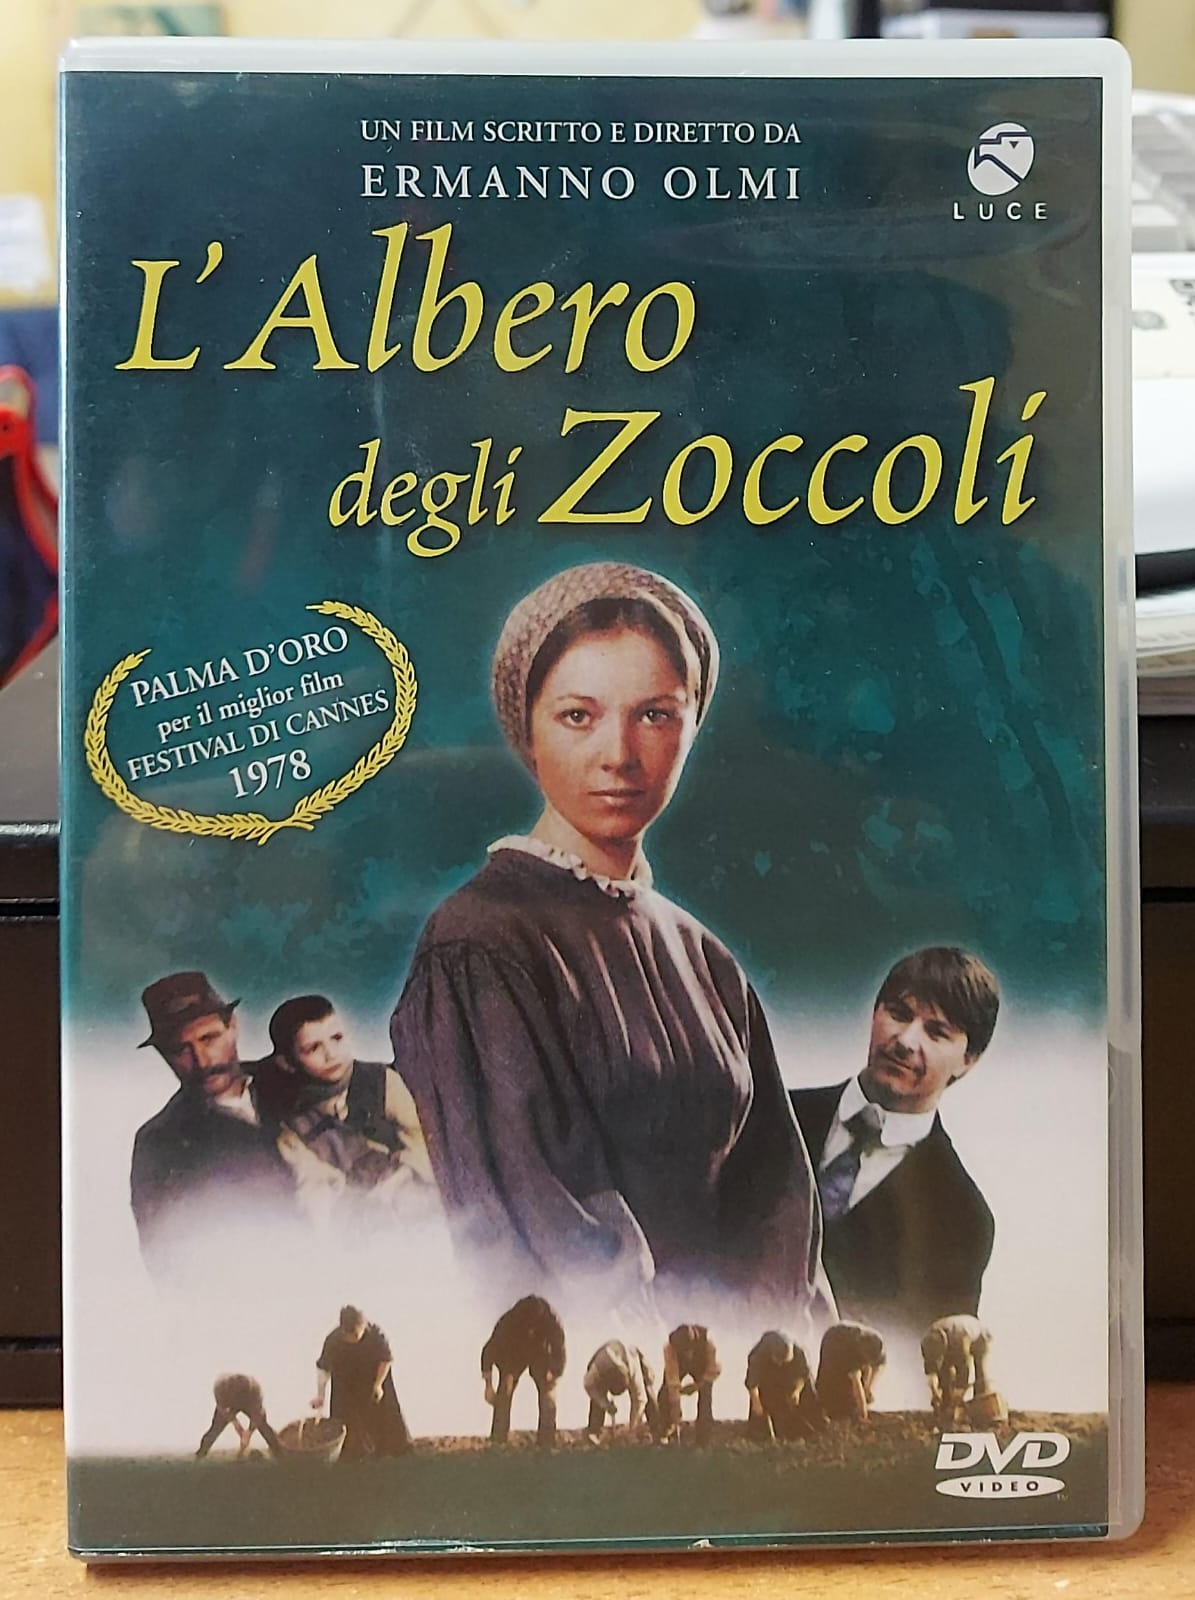 UN FILM SCRITTO E DIRETTO DA
ERMANNO OLMI
LUCE
L'Albero
degli Zoccoli
PALMA D'ORO
per il miglior film
FESTIVAL DI CANNES
1978
DVD
VIDEO